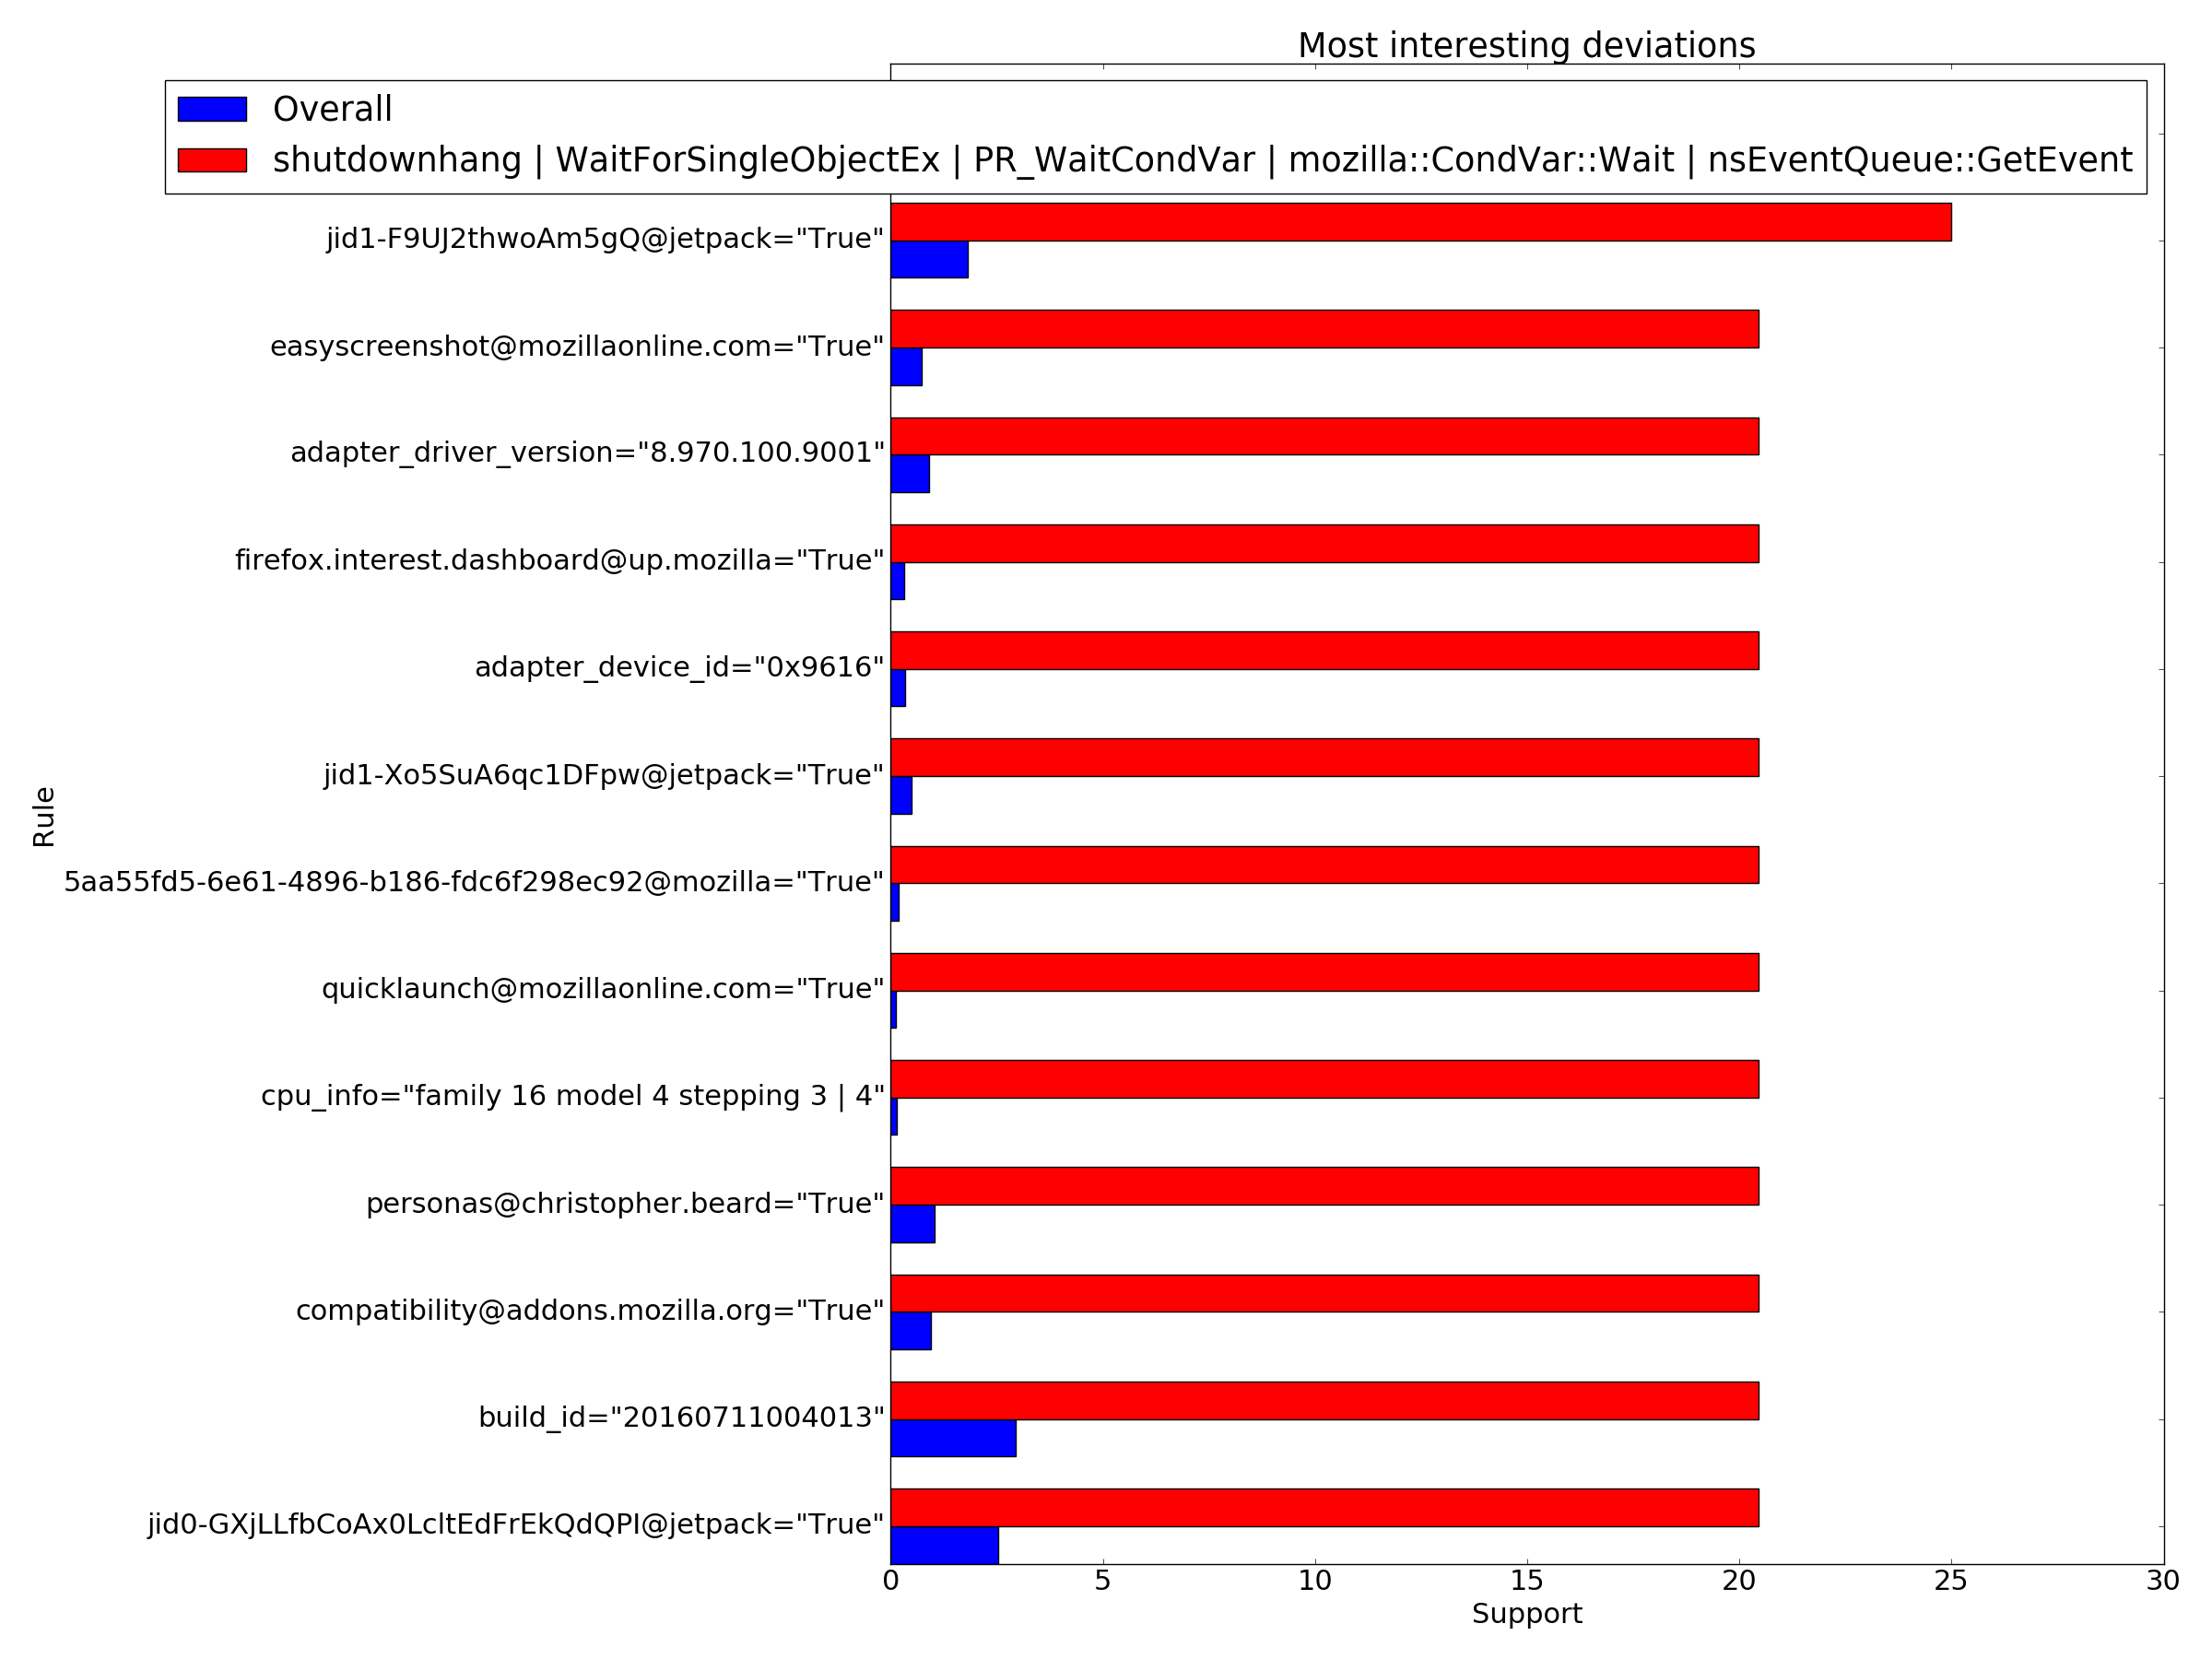 Most interesting deviations
Overall
shutdownhang | WaitForSingleObjectEx | PR_WaitCondVar | mozilla::CondVar::Wait | nsEventQueue::GetEvent
jid1-F9UJ2thwoAm5gQ@jetpack="True"
easyscreenshot@mozillaonline.com="True"
adapter_driver_version="8.970.100.9001"
firefox.interest.dashboard@up.mozilla="True"
adapter_device_id="0x9616"
jid1-Xo5SuA6qc1DFpw@jetpack="True"
Rule
5aa55fd5-6e61-4896-b186-fdc6f298ec92@mozilla="True"
quicklaunch@mozillaonline.com="True"
cpu_info="family 16 model 4 stepping 3 | 4"
personas@christopher.beard="True"
compatibility@addons.mozilla.org="True"
build_id="20160711004013"
jid0-GXjLLfbCoAx0LcltEdFrEkQdQPI@jetpack="True"
0 5 10 15 20 25 30
Support